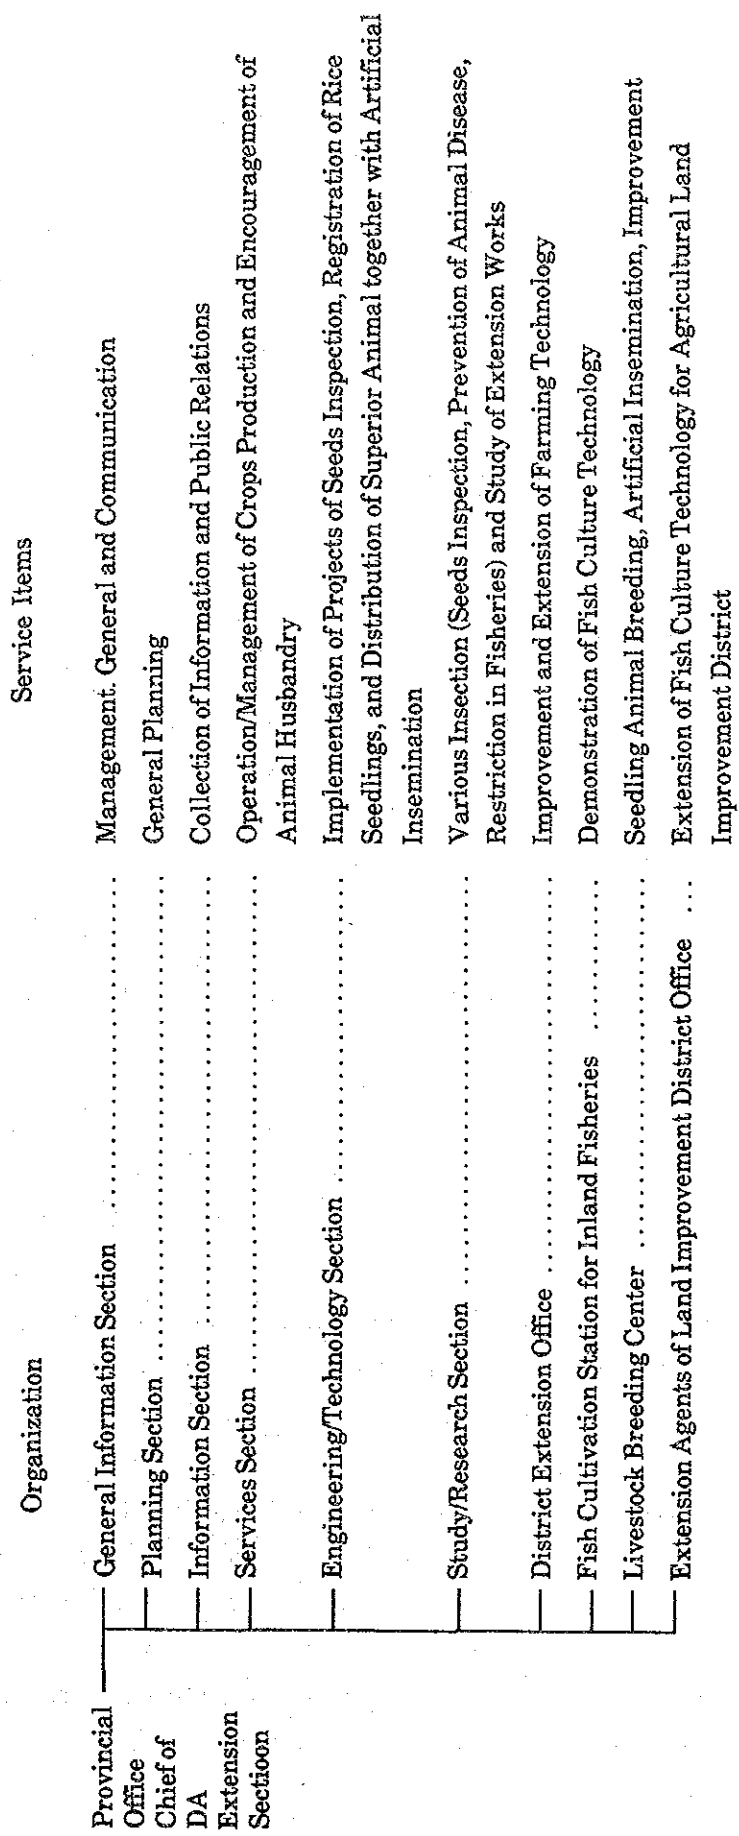 Organization
Service Items
Provincial
Office
Chief of
DA
Extension
Sectioon
General Information Section ........ Management. General and Communication
Planning Section ........ General Planning
Information Section ........ Collection of Information and Public Relations
Services Section ........ Operation/Management of Crops Production and Encouragement of
Animal Husbandry
Engineering/Technology Section ........ Implementation of Projects of Seeds Inspection, Registration of Rice
Seedlings, and Distribution of Superior Animal together with Artificial
Insemination
Study/Research Section ........ Various Insection (Seeds Inspection, Prevention of Animal Disease,
Restriction in Fisheries) and Study of Extension Works
District Extension Office ........ Improvement and Extension of Farming Technology
Fish Cultivation Station for Inland Fisheries ........ Demonstration of Fish Culture Technology
Livestock Breeding Center ........ Seedling Animal Breeding, Artificial Insemination, Improvement
Extension Agents of Land Improvement District Office ... Extension of Fish Culture Technology for Agricultural Land
Improvement District